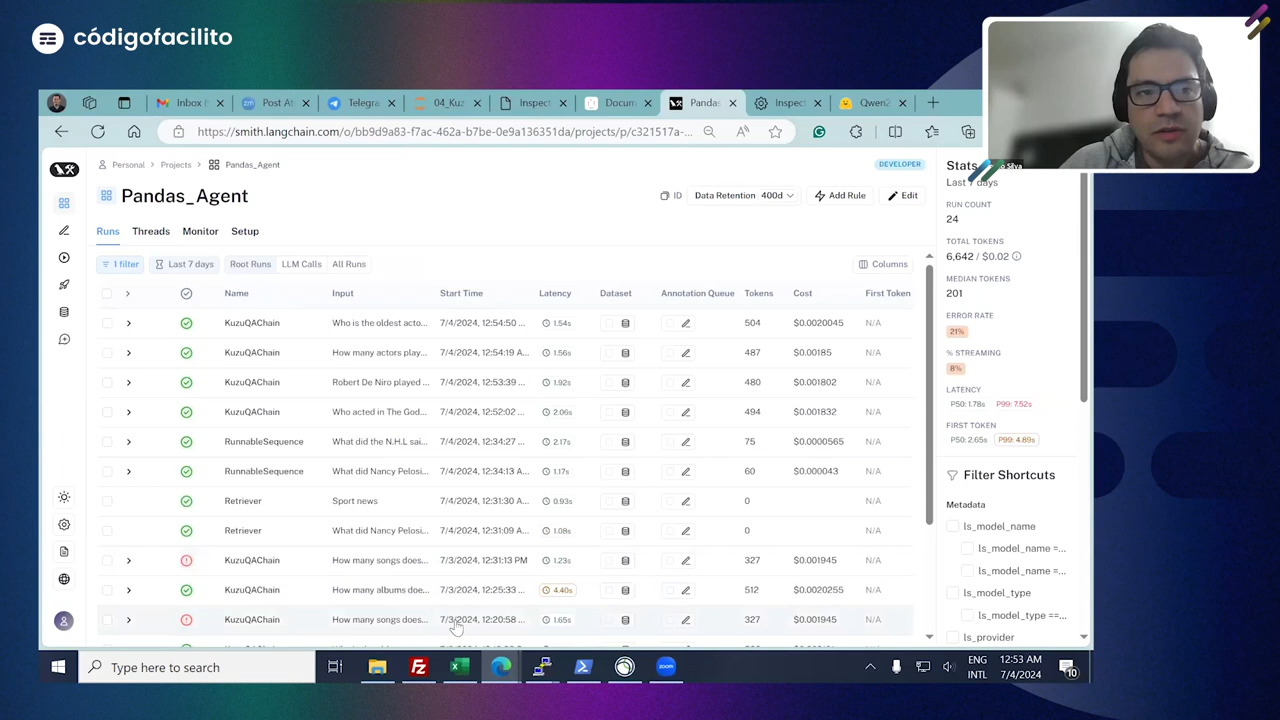 códigofacilito
Inbox (
Post At
Telegra
04_Kuz
Inspect
Docum
Pandas
Inspect
Qwen2
https://smith.langchain.com/o/bb9d9a83-f7ac-462a-b7be-0e9a136351da/projects/p/c321517a-...
Personal
Projects
Pandas_Agent
DEVELOPER
Pandas_Agent
ID
Data Retention 400d
Add Rule
Edit
Runs Threads Monitor Setup
1 filter
Last 7 days
Root Runs LLM Calls All Runs
Columns
Name Input Start Time Latency Dataset Annotation Queue Tokens Cost First Token
KuzuQAChain Who is the oldest acto... 7/4/2024, 12:54:50 ... 1.54s 504 $0.0020045 N/A
KuzuQAChain How many actors play... 7/4/2024, 12:54:19 A... 1.56s 487 $0.00185 N/A
KuzuQAChain Robert De Niro played ... 7/4/2024, 12:53:39 ... 1.92s 480 $0.001802 N/A
KuzuQAChain Who acted in The God... 7/4/2024, 12:52:02 ... 2.06s 494 $0.001832 N/A
RunnableSequence What did the N.H.L sai... 7/4/2024, 12:34:27 ... 2.17s 75 $0.0000565 N/A
RunnableSequence What did Nancy Pelosi... 7/4/2024, 12:34:13 A... 1.17s 60 $0.000043 N/A
Retriever Sport news 7/4/2024, 12:31:30 A... 0.93s 0 N/A
Retriever What did Nancy Pelosi... 7/4/2024, 12:31:09 A... 1.08s 0 N/A
KuzuQAChain How many songs does... 7/3/2024, 12:31:13 PM 1.23s 327 $0.001945 N/A
KuzuQAChain How many albums doe... 7/3/2024, 12:25:33 ... 4.40s 512 $0.0020255 N/A
KuzuQAChain How many songs does... 7/3/2024, 12:20:58 ... 1.65s 327 $0.001945 N/A
Stats
Silva
Last 7 days
RUN COUNT
24
TOTAL TOKENS
6,642 / $0.02
MEDIAN TOKENS
201
ERROR RATE
21%
% STREAMING
8%
LATENCY
P50: 1.78s P99: 7.52s
FIRST TOKEN
P50: 2.65s P99: 4.89s
Filter Shortcuts
Metadata
ls_model_name
ls_model_name =...
ls_model_name =...
ls_model_type
ls_model_type ==...
ls_provider
Type here to search
zoom
ENG
INTL
12:53 AM
7/4/2024
10